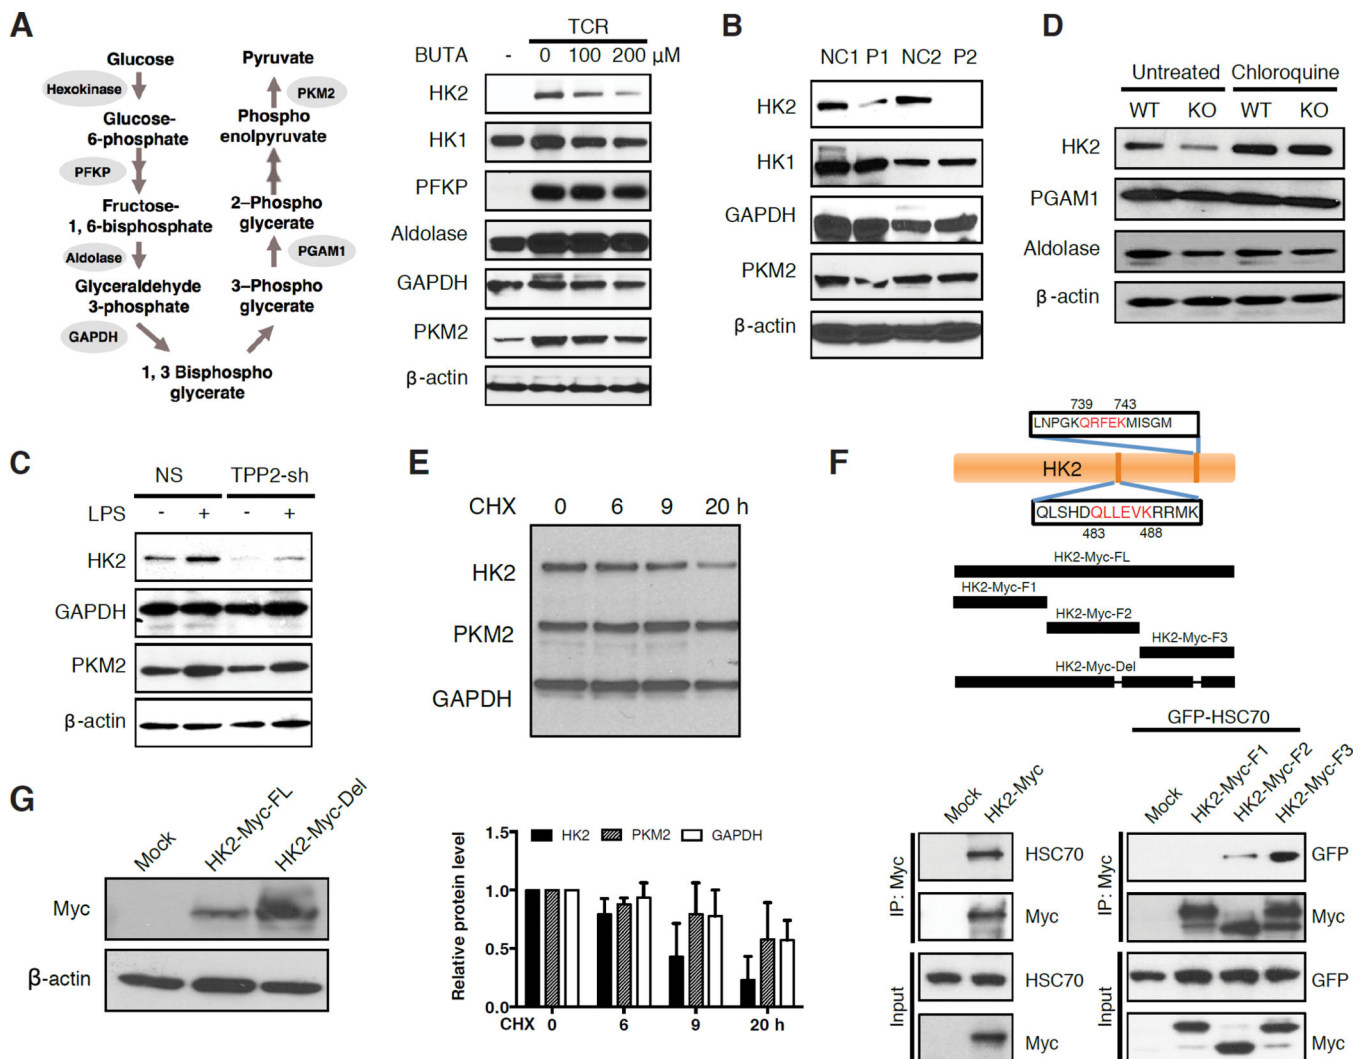 A
Glucose
Hexokinase
Glucose-
6-phosphate
PFKP
Fructose-
1, 6-bisphosphate
Aldolase
Glyceraldehyde
3-phosphate
GAPDH
1, 3 Bisphospho
glycerate
Pyruvate
PKM2
Phospho
enolpyruvate
2–Phospho
glycerate
PGAM1
3–Phospho
glycerate
TCR
BUTA - 0 100 200 μM
HK2
HK1
PFKP
Aldolase
GAPDH
PKM2
β-actin
B
NC1 P1 NC2 P2
HK2
HK1
GAPDH
PKM2
β-actin
D
Untreated Chloroquine
WT KO WT KO
HK2
PGAM1
Aldolase
β-actin
C
NS TPP2-sh
LPS - + - +
HK2
GAPDH
PKM2
β-actin
E
CHX 0 6 9 20 h
HK2
PKM2
GAPDH
1.5
1.0
0.5
0.0
Relative protein level
HK2 PKM2 GAPDH
CHX 0 6 9 20 h
F
739 743
LNPGKQRFEKMISGM
HK2
QLSHDQLLEVKRRMK
483 488
HK2-Myc-FL
HK2-Myc-F1
HK2-Myc-F2
HK2-Myc-F3
HK2-Myc-Del
Mock HK2-Myc
IP: Myc
HSC70
Myc
Input
HSC70
Myc
GFP-HSC70
Mock HK2-Myc-F1 HK2-Myc-F2 HK2-Myc-F3
IP: Myc
GFP
Myc
Input
GFP
Myc
G
Mock HK2-Myc-FL HK2-Myc-Del
Myc
β-actin